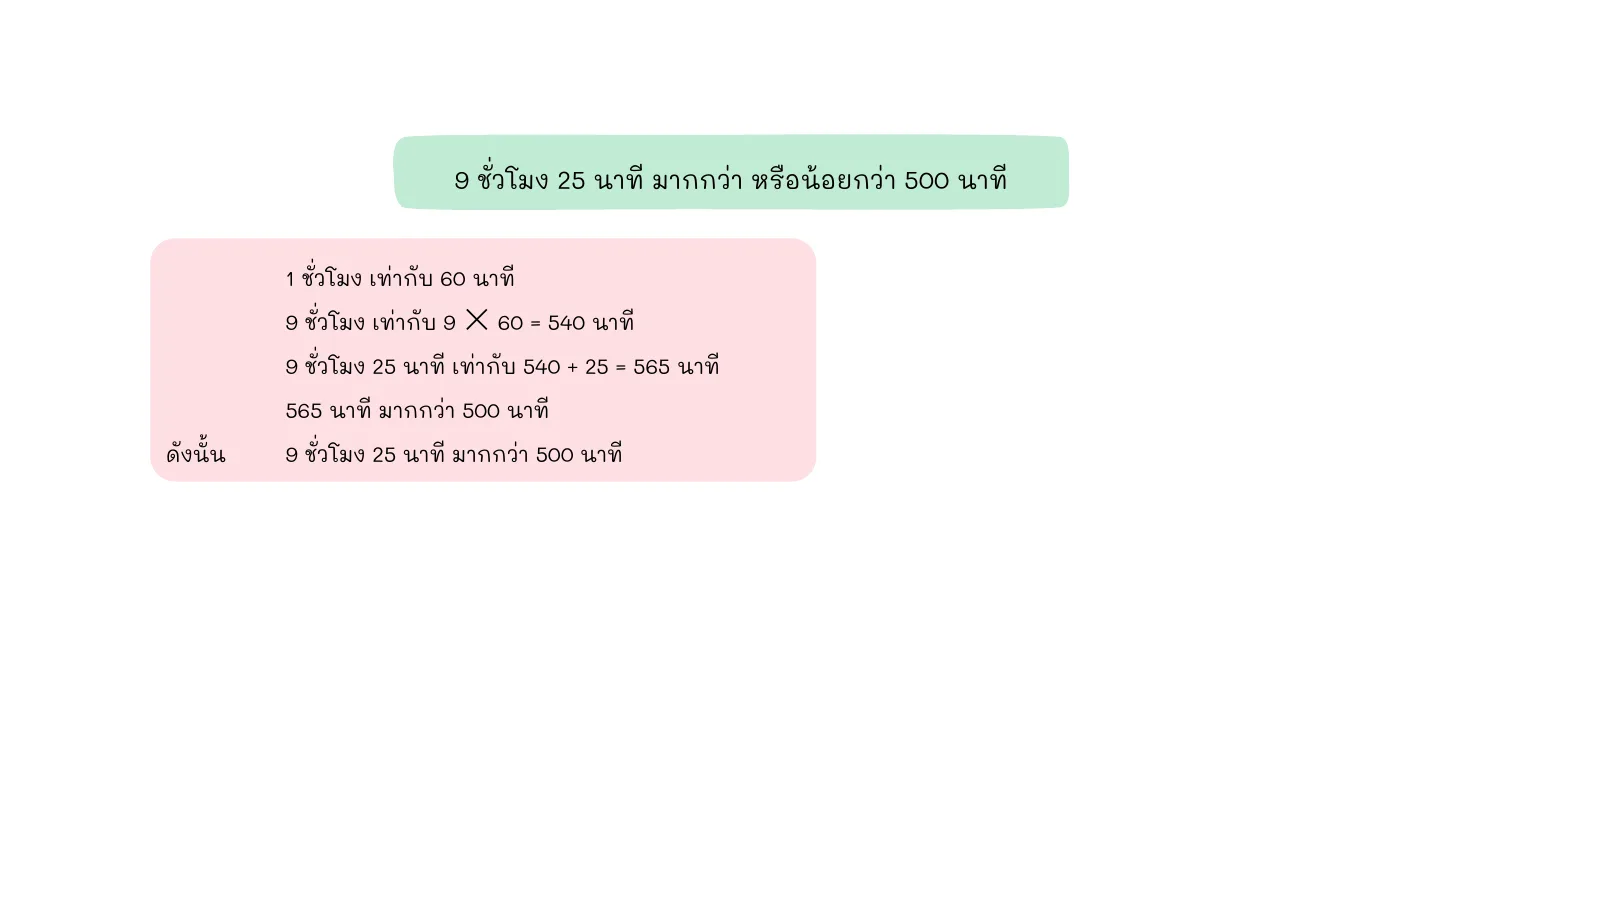 9 ชั่วโมง 25 นาที มากกว่า หรือน้อยกว่า 500 นาที
1 ชั่วโมง เท่ากับ 60 นาที
9 ชั่วโมง เท่ากับ 9 × 60 = 540 นาที
9 ชั่วโมง 25 นาที เท่ากับ 540 + 25 = 565 นาที
565 นาที มากกว่า 500 นาที
ดังนั้น 9 ชั่วโมง 25 นาที มากกว่า 500 นาที